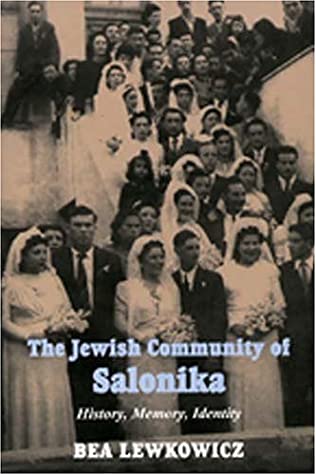 The Jewish Community of
Salonika
History, Memory, Identity
BEA LEWKOWICZ